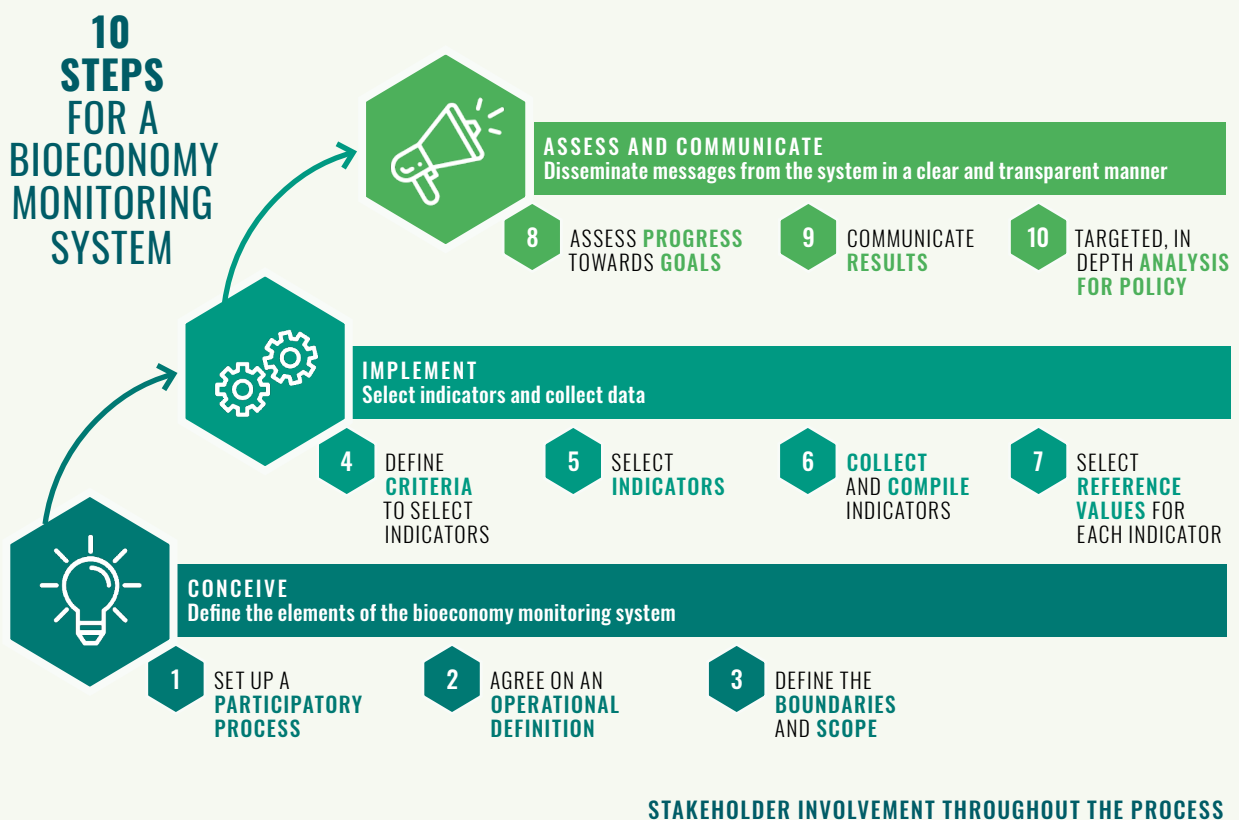 10
STEPS
FOR A
BIOECONOMY
MONITORING
SYSTEM
ASSESS AND COMMUNICATE
Disseminate messages from the system in a clear and transparent manner
8
ASSESS PROGRESS
TOWARDS GOALS
9
COMMUNICATE
RESULTS
10
TARGETED, IN
DEPTH ANALYSIS
FOR POLICY
IMPLEMENT
Select indicators and collect data
4
DEFINE
CRITERIA
TO SELECT
INDICATORS
5
SELECT
INDICATORS
6
COLLECT
AND COMPILE
INDICATORS
7
SELECT
REFERENCE
VALUES FOR
EACH INDICATOR
CONCEIVE
Define the elements of the bioeconomy monitoring system
1
SET UP A
PARTICIPATORY
PROCESS
2
AGREE ON AN
OPERATIONAL
DEFINITION
3
DEFINE THE
BOUNDARIES
AND SCOPE
STAKEHOLDER INVOLVEMENT THROUGHOUT THE PROCESS